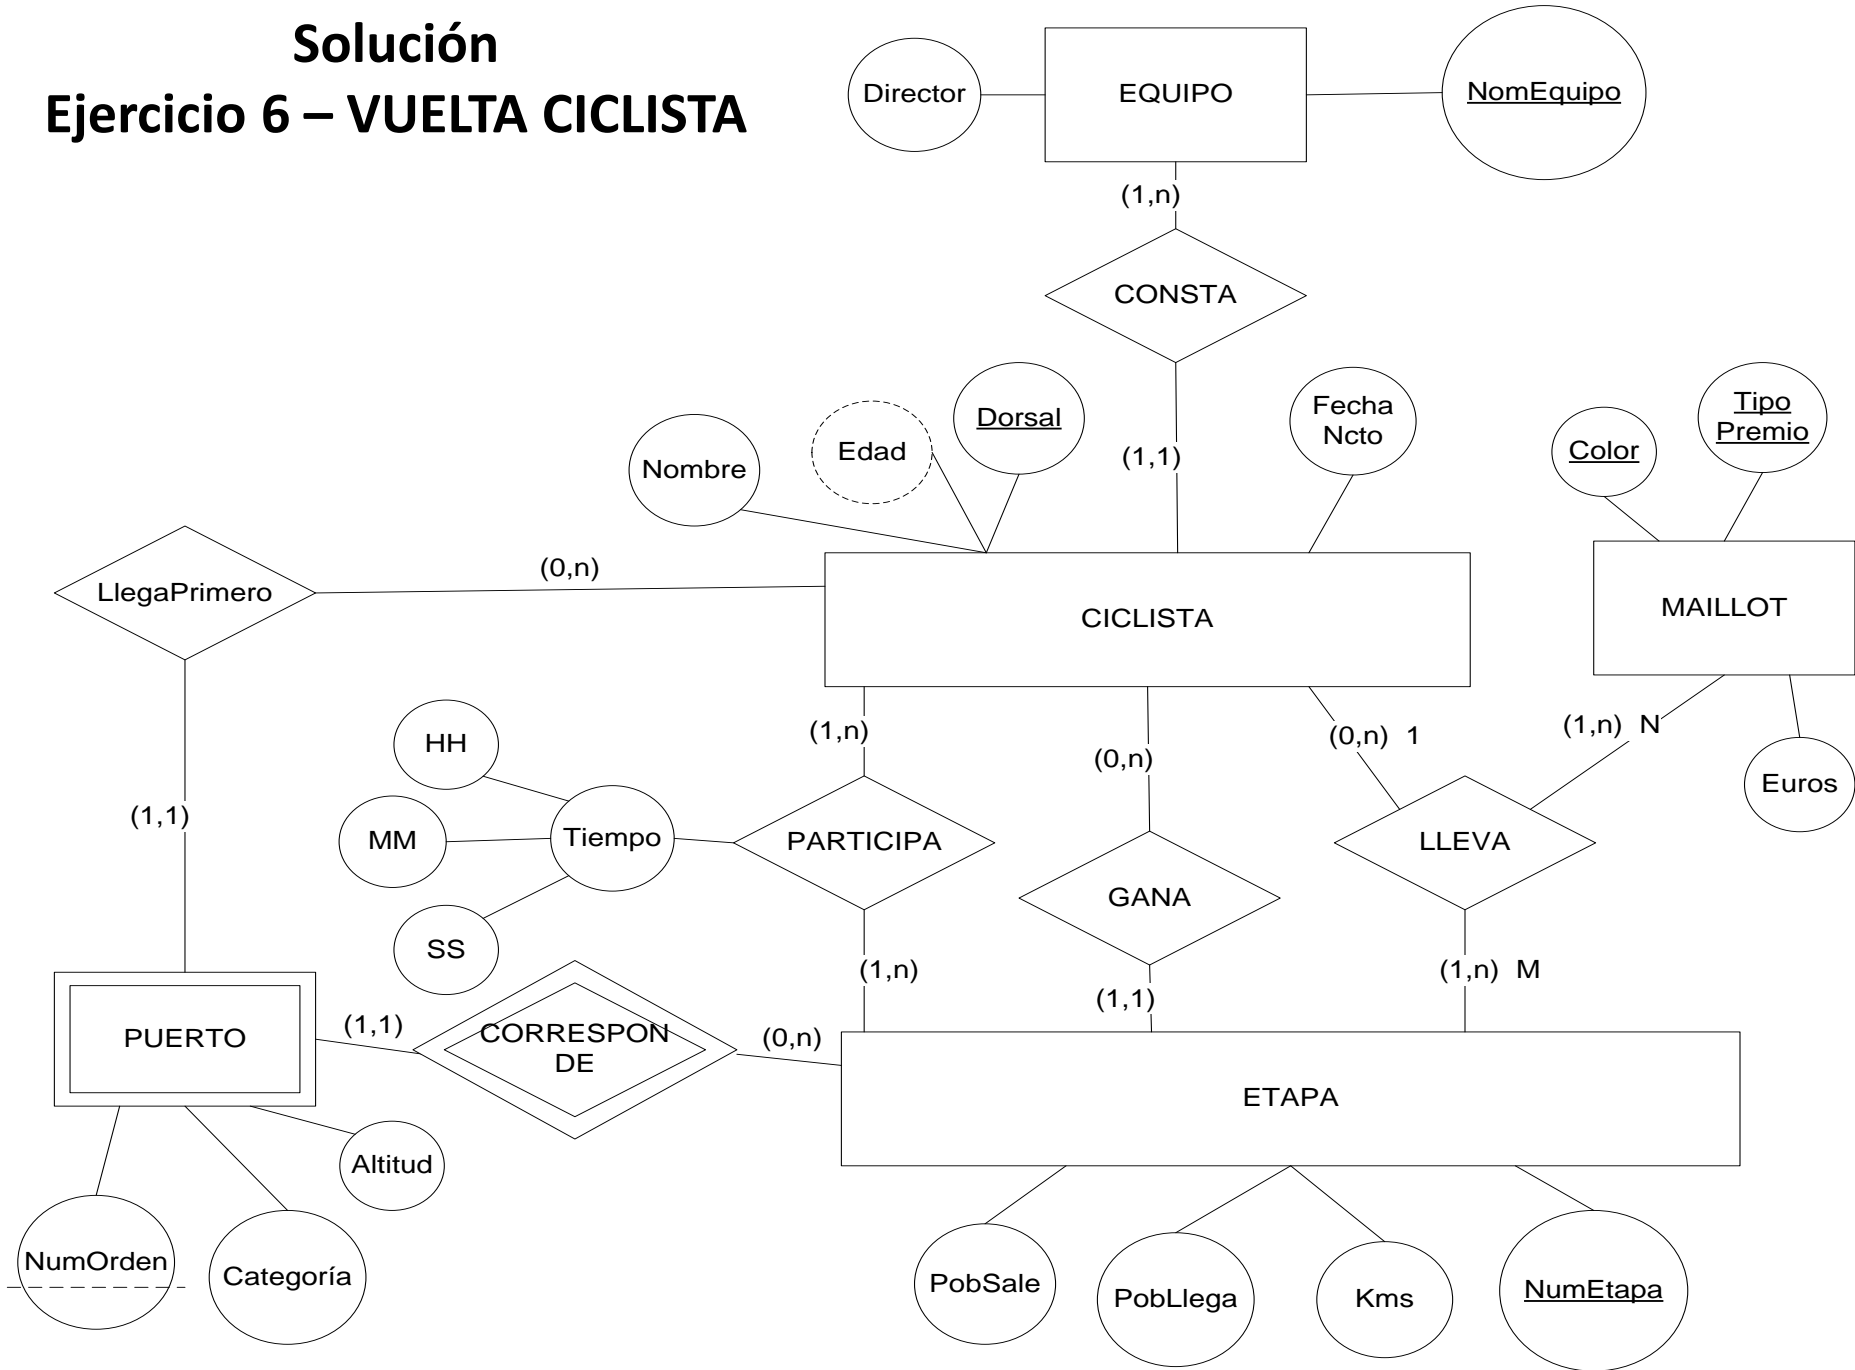 Solución
Ejercicio 6 – VUELTA CICLISTA
Director
EQUIPO
NomEquipo
(1,n)
CONSTA
(1,1)
Nombre
Edad
Dorsal
Fecha
Ncto
Color
Tipo
Premio
LlegaPrimero
(0,n)
CICLISTA
MAILLOT
(1,1)
HH
MM
SS
Tiempo
(1,n)
PARTICIPA
(1,n)
(0,n)
GANA
(1,1)
(0,n) 1
(1,n) N
LLEVA
(1,n) M
Euros
PUERTO
(1,1)
CORRESPON
DE
(0,n)
ETAPA
Altitud
NumOrden
Categoría
PobSale
PobLlega
Kms
NumEtapa